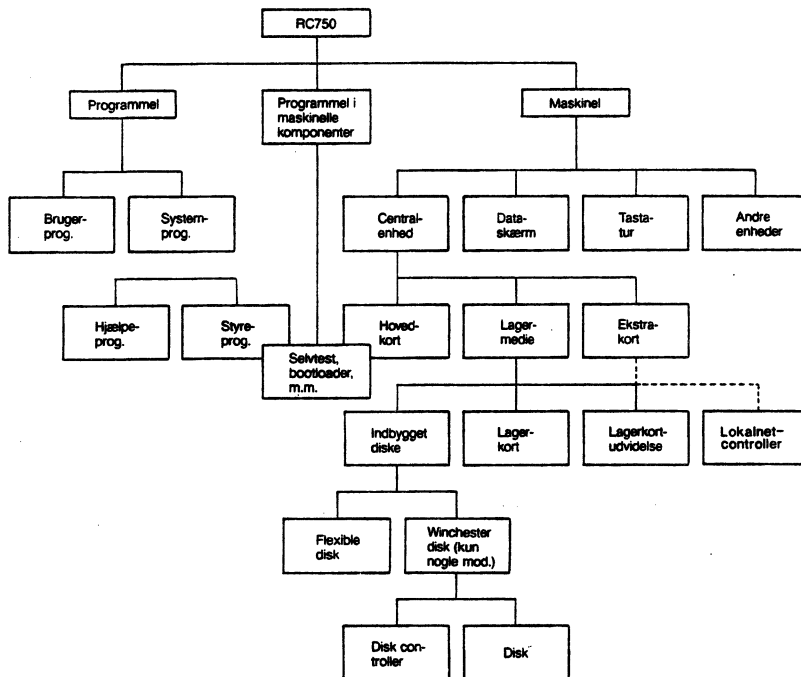 RC750
Programmel
Programmel i
maskinelle
komponenter
Maskinel
Bruger-
prog.
System-
prog.
Central-
enhed
Data-
skærm
Tasta-
tur
Andre
enheder
Hjælpe-
prog.
Styre-
prog.
Selvtest,
bootloader,
m.m.
Hoved-
kort
Lager-
medie
Ekstra-
kort
Indbygget
diske
Lager-
kort
Lagerkort-
udvidelse
Lokalnet-
controller
Flexible
disk
Winchester
disk (kun
nogle mod.)
Disk con-
troller
Disk